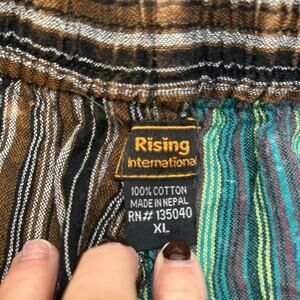 Rising
International
100% COTTON
MADE IN NEPAL
RN# 135040
XL